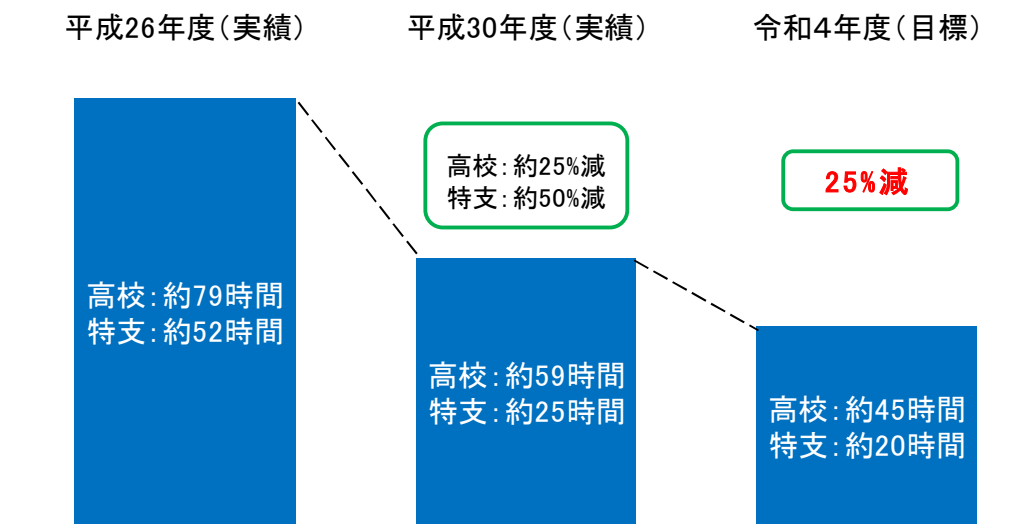 平成26年度(実績)
平成30年度(実績)
令和4年度(目標)
高校:約25%減
特支:約50%減
25%減
高校:約79時間
特支:約52時間
高校:約59時間
特支:約25時間
高校:約45時間
特支:約20時間